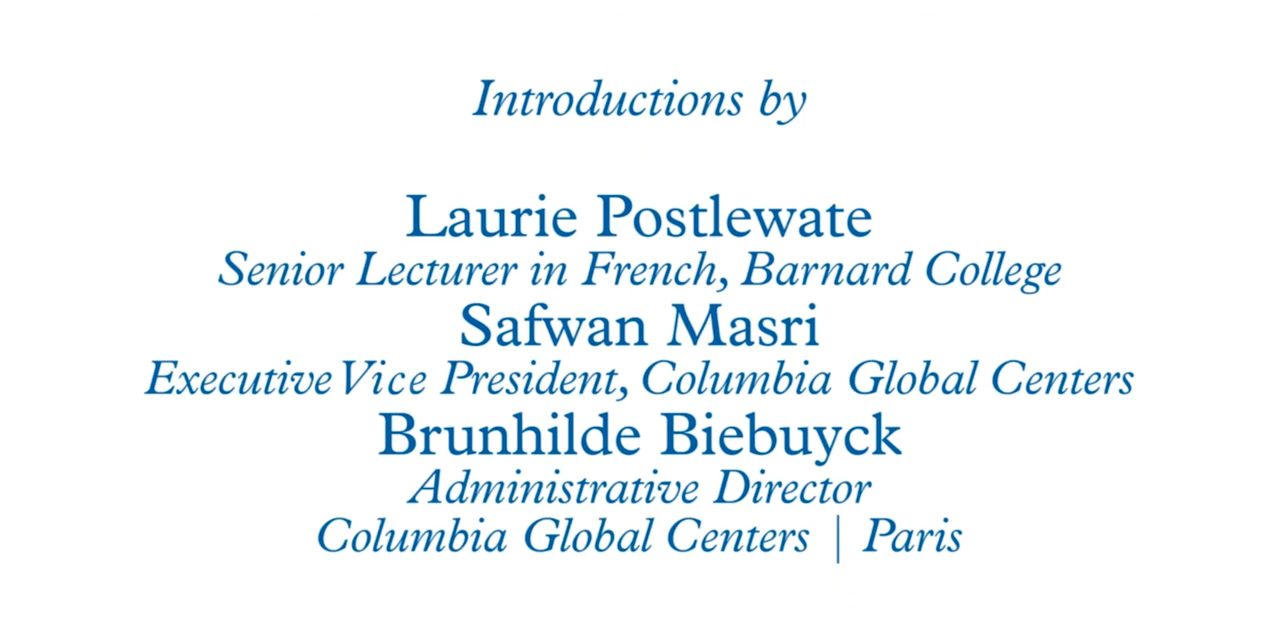 Introductions by
Laurie Postlewate
Senior Lecturer in French, Barnard College
Safwan Masri
Executive Vice President, Columbia Global Centers
Brunhilde Biebuyck
Administrative Director
Columbia Global Centers | Paris